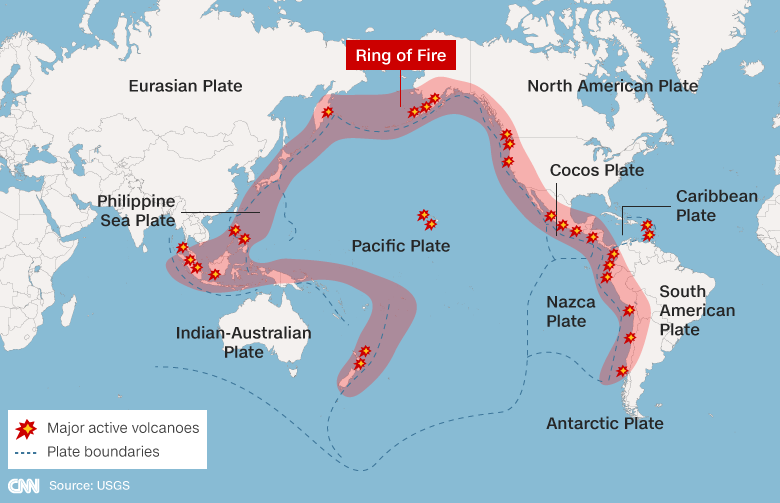 Ring of Fire
Eurasian Plate
North American Plate
Cocos Plate
Caribbean
Plate
Philippine
Sea Plate
Pacific Plate
Nazca
Plate
South
American
Plate
Indian-Australian
Plate
Antarctic Plate
Major active volcanoes
Plate boundaries
CNN Source: USGS